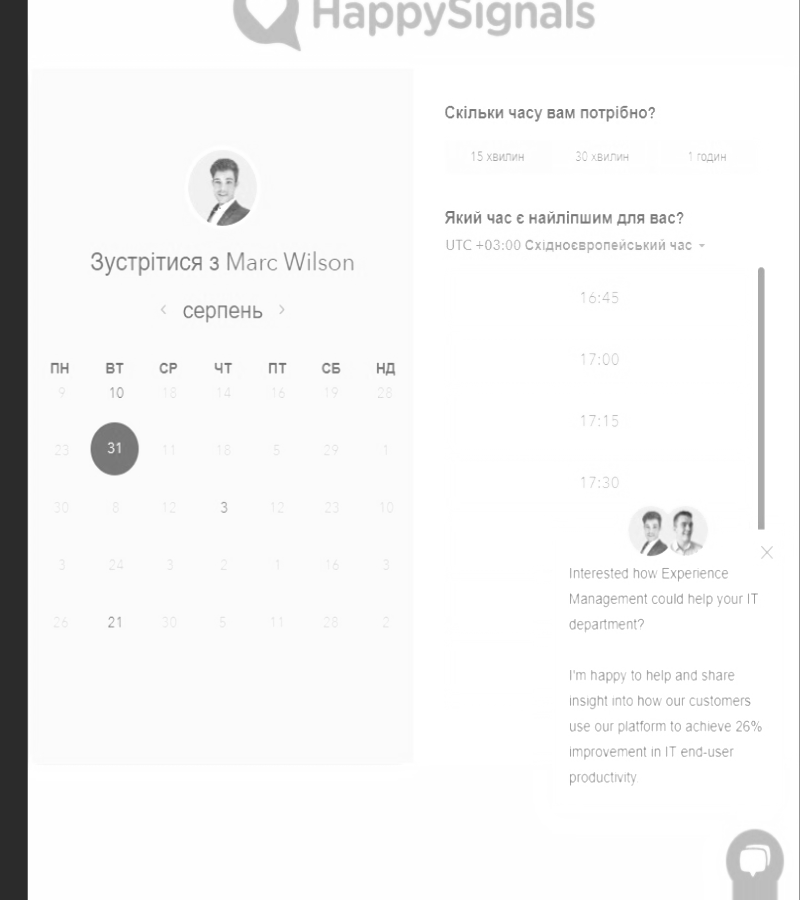 HappySignals
Зустрітися з Marc Wilson
серпень
ПН ВТ СР ЧТ ПТ СБ НД
9 10 18 14 16 19 28
23 31 11 18 5 29 1
30 8 12 3 12 23 10
3 24 3 2 1 16 3
26 21 30 5 11 28 2
Скільки часу вам потрібно?
15 хвилин 30 хвилин 1 годин
Який час є найліпшим для вас?
UTC +03:00 Східноєвропейський час
16:45
17:00
17:15
17:30
Interested how Experience
Management could help your IT
department?
I'm happy to help and share
insight into how our customers
use our platform to achieve 26%
improvement in IT end-user
productivity